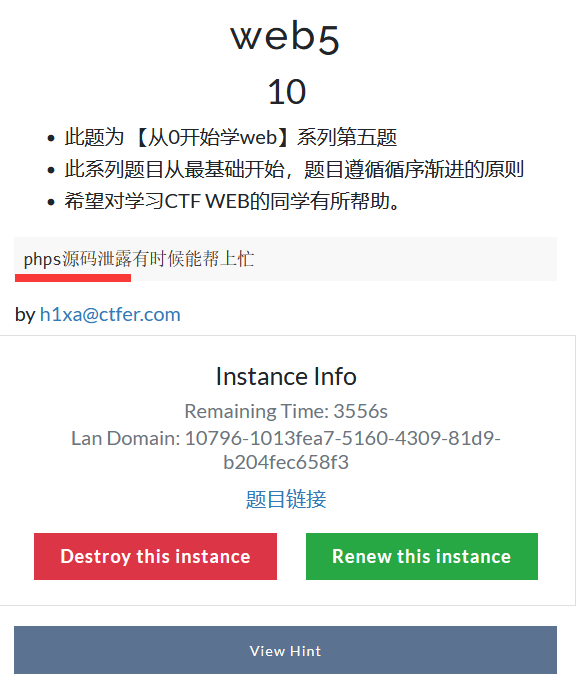 web5
10
此题为 【从0开始学web】系列第五题
此系列题目从最基础开始，题目遵循循序渐进的原则
希望对学习CTF WEB的同学有所帮助。
phps源码泄露有时候能帮上忙
by h1xa@ctfer.com
Instance Info
Remaining Time: 3556s
Lan Domain: 10796-1013fea7-5160-4309-81d9-
b204fec658f3
题目链接
Destroy this instance
Renew this instance
View Hint